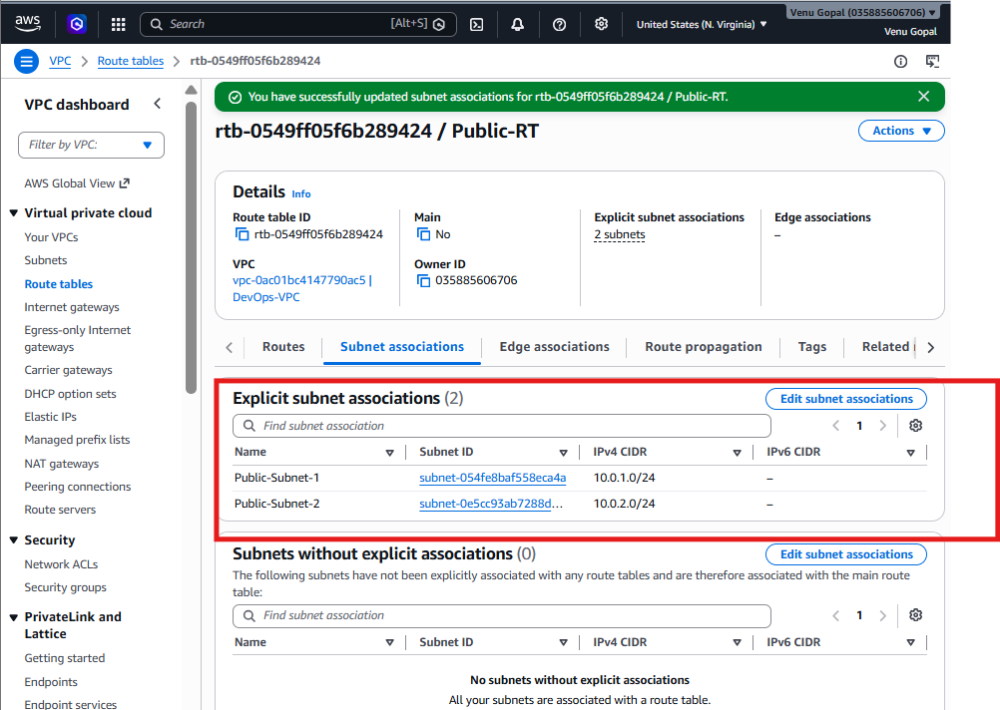 aws
Search [Alt+S]
United States (N. Virginia)
Venu Gopal (035885606706)
Venu Gopal
VPC
Route tables
rtb-0549ff05f6b289424
VPC dashboard
Filter by VPC:
AWS Global View
Virtual private cloud
Your VPCs
Subnets
Route tables
Internet gateways
Egress-only Internet
gateways
Carrier gateways
DHCP option sets
Elastic IPs
Managed prefix lists
NAT gateways
Peering connections
Route servers
Security
Network ACLs
Security groups
PrivateLink and
Lattice
Getting started
Endpoints
Endpoint services
You have successfully updated subnet associations for rtb-0549ff05f6b289424 / Public-RT.
rtb-0549ff05f6b289424 / Public-RT
Actions
Details Info
Route table ID
rtb-0549ff05f6b289424
Main
No
Explicit subnet associations
2 subnets
Edge associations
–
VPC
vpc-0ac01bc4147790ac5 |
DevOps-VPC
Owner ID
035885606706
Routes Subnet associations Edge associations Route propagation Tags Related
Explicit subnet associations (2)
Edit subnet associations
Find subnet association
1
Name Subnet ID IPv4 CIDR IPv6 CIDR
Public-Subnet-1 subnet-054fe8baf558eca4a 10.0.1.0/24 –
Public-Subnet-2 subnet-0e5cc93ab7288d... 10.0.2.0/24 –
Subnets without explicit associations (0)
Edit subnet associations
The following subnets have not been explicitly associated with any route tables and are therefore associated with the main route
table:
Find subnet association
1
Name Subnet ID IPv4 CIDR IPv6 CIDR
No subnets without explicit associations
All your subnets are associated with a route table.